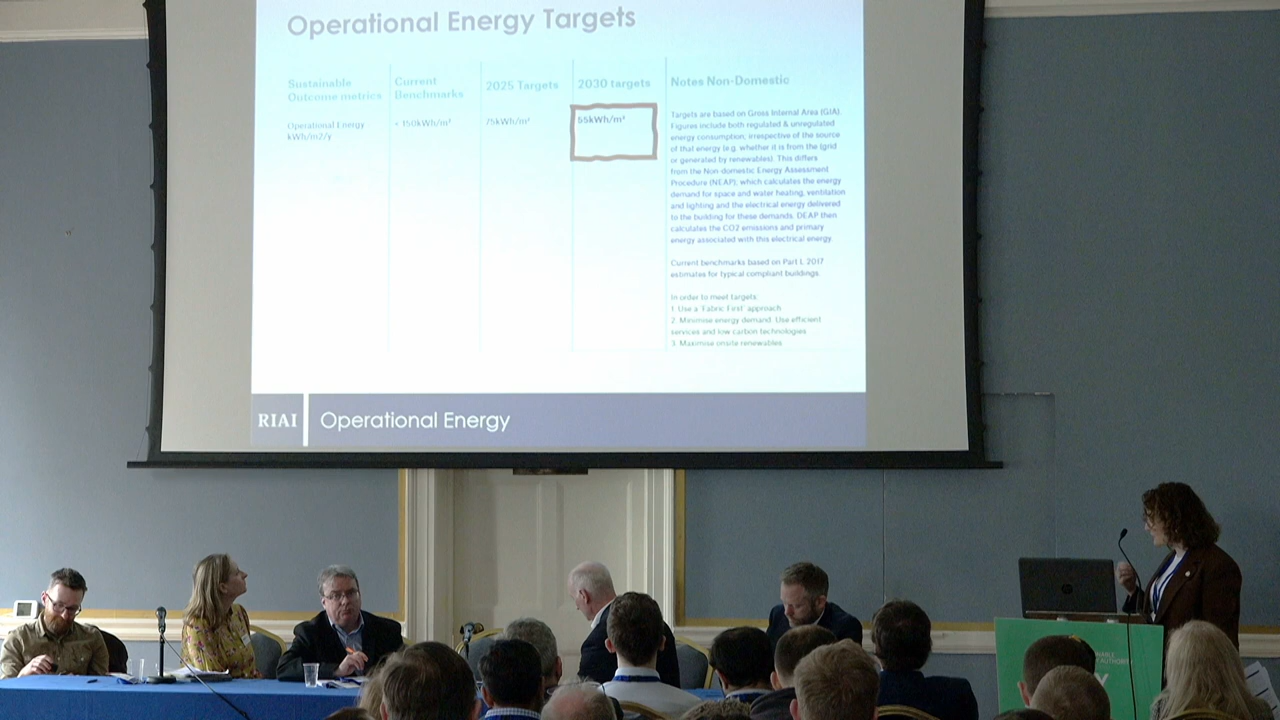 Operational Energy Targets
Sustainable
Outcome metrics
Current
Benchmarks
2025 Targets
2030 targets
Notes Non-Domestic
Operational Energy
kWh/m2/y
< 150kWh/m²
75kWh/m²
55kWh/m²
Targets are based on Gross Internal Area (GIA).
Figures include both regulated & unregulated
energy consumption; irrespective of the source
of that energy (e.g. whether it is from the (grid
or generated by renewables). This differs
from the Non-domestic Energy Assessment
Procedure (NEAP); which calculates the energy
demand for space and water heating, ventilation
and lighting and the electrical energy delivered
to the building for these demands. DEAP then
calculates the CO2 emissions and primary
energy associated with this electrical energy.
Current benchmarks based on Part L 2017
estimates for typical compliant buildings.
In order to meet targets:
1. Use a 'Fabric First' approach
2. Minimise energy demand. Use efficient
services and low carbon technologies
3. Maximise onsite renewables
RIAI
Operational Energy